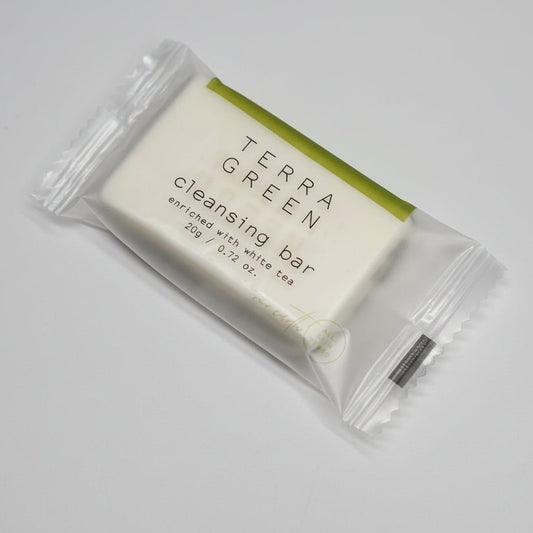 TERRA
GREEN
cleansing bar
enriched with white tea
20g / 0.72 oz.